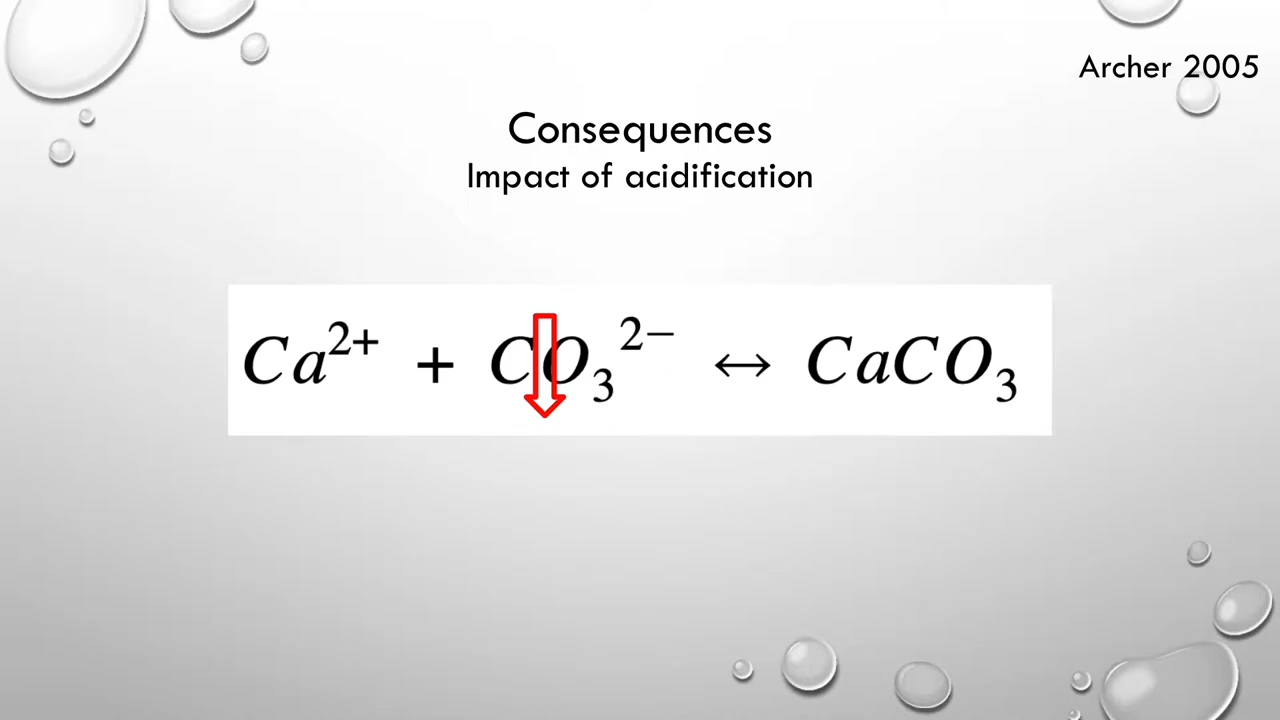 Archer 2005
Consequences
Impact of acidification
Ca²⁺ + CO₃²⁻ ↔ CaCO₃